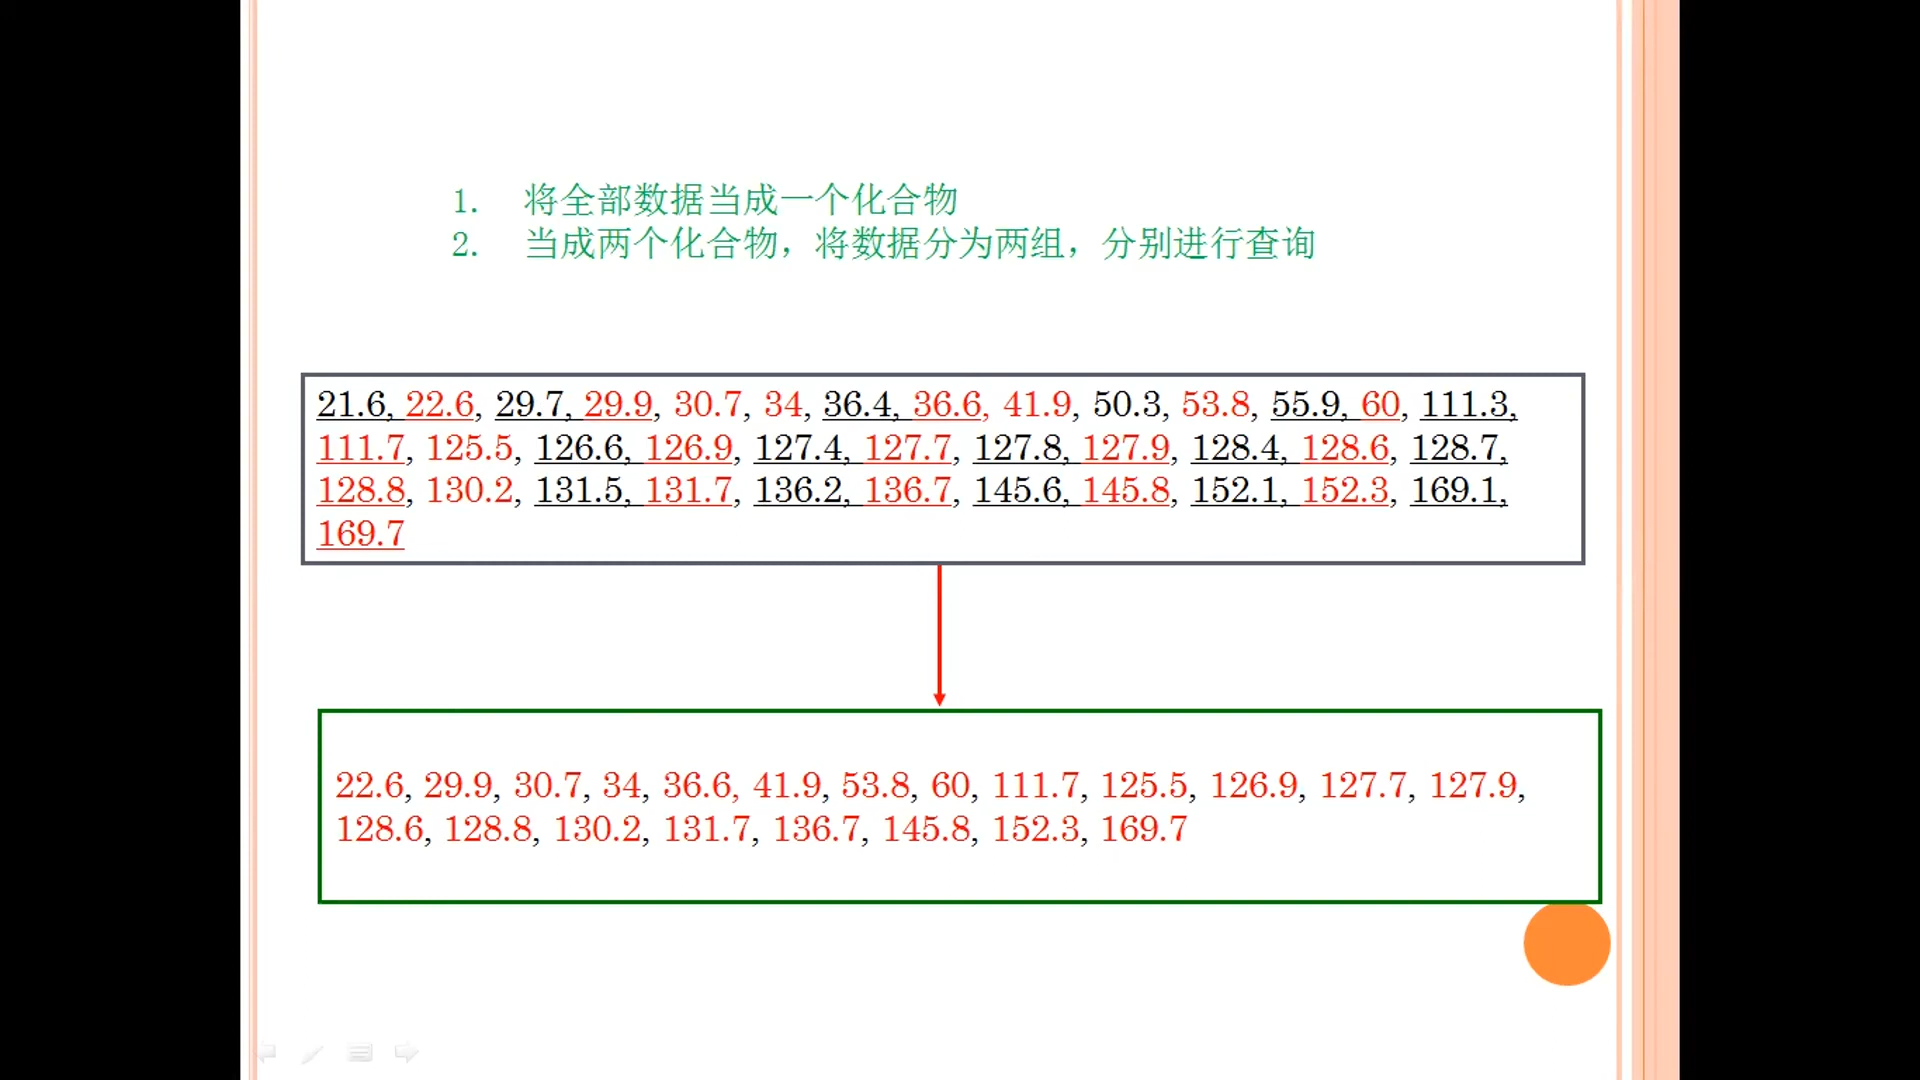 1. 将全部数据当成一个化合物
2. 当成两个化合物，将数据分为两组，分别进行查询
21.6, 22.6, 29.7, 29.9, 30.7, 34, 36.4, 36.6, 41.9, 50.3, 53.8, 55.9, 60, 111.3,
111.7, 125.5, 126.6, 126.9, 127.4, 127.7, 127.8, 127.9, 128.4, 128.6, 128.7,
128.8, 130.2, 131.5, 131.7, 136.2, 136.7, 145.6, 145.8, 152.1, 152.3, 169.1,
169.7
22.6, 29.9, 30.7, 34, 36.6, 41.9, 53.8, 60, 111.7, 125.5, 126.9, 127.7, 127.9,
128.6, 128.8, 130.2, 131.7, 136.7, 145.8, 152.3, 169.7